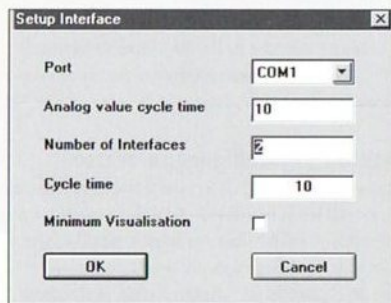 Setup Interface
Port COM1
Analog value cycle time 10
Number of Interfaces 2
Cycle time 10
Minimum Visualisation
OK Cancel